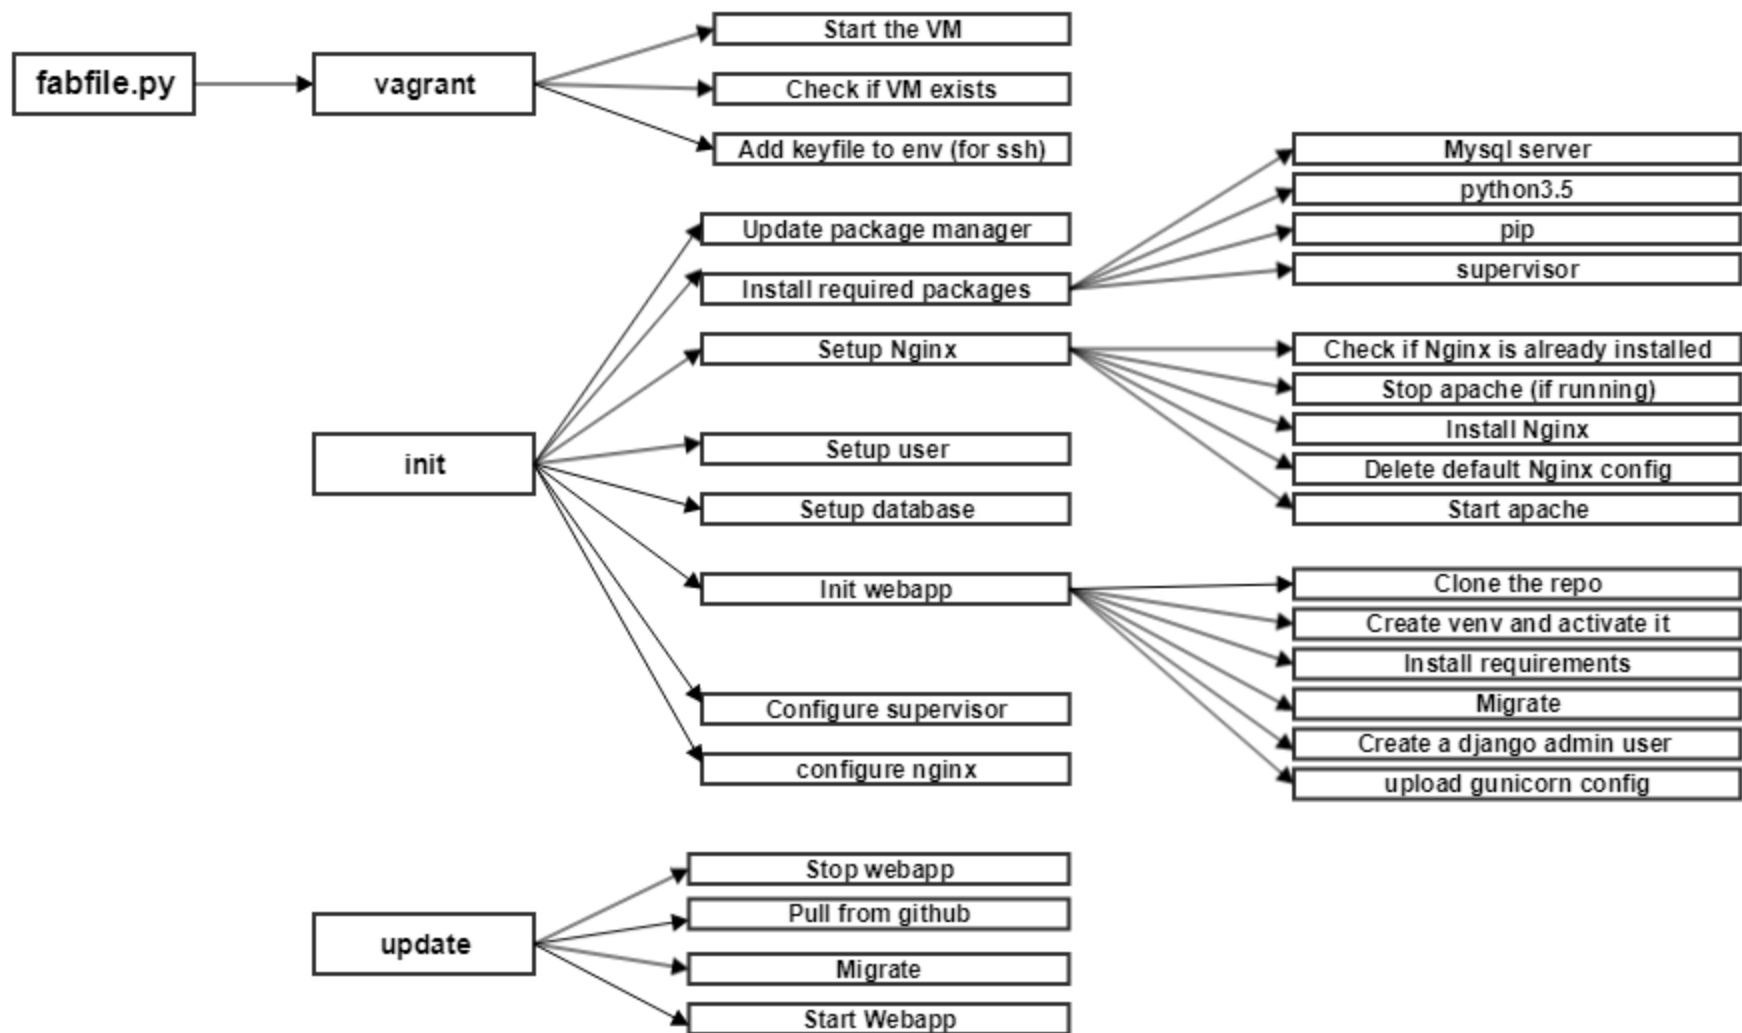 fabfile.py
vagrant
Start the VM
Check if VM exists
Add keyfile to env (for ssh)
init
Update package manager
Install required packages
Mysql server
python3.5
pip
supervisor
Setup Nginx
Check if Nginx is already installed
Stop apache (if running)
Install Nginx
Delete default Nginx config
Start apache
Setup user
Setup database
Init webapp
Clone the repo
Create venv and activate it
Install requirements
Migrate
Create a django admin user
upload gunicorn config
Configure supervisor
configure nginx
update
Stop webapp
Pull from github
Migrate
Start Webapp